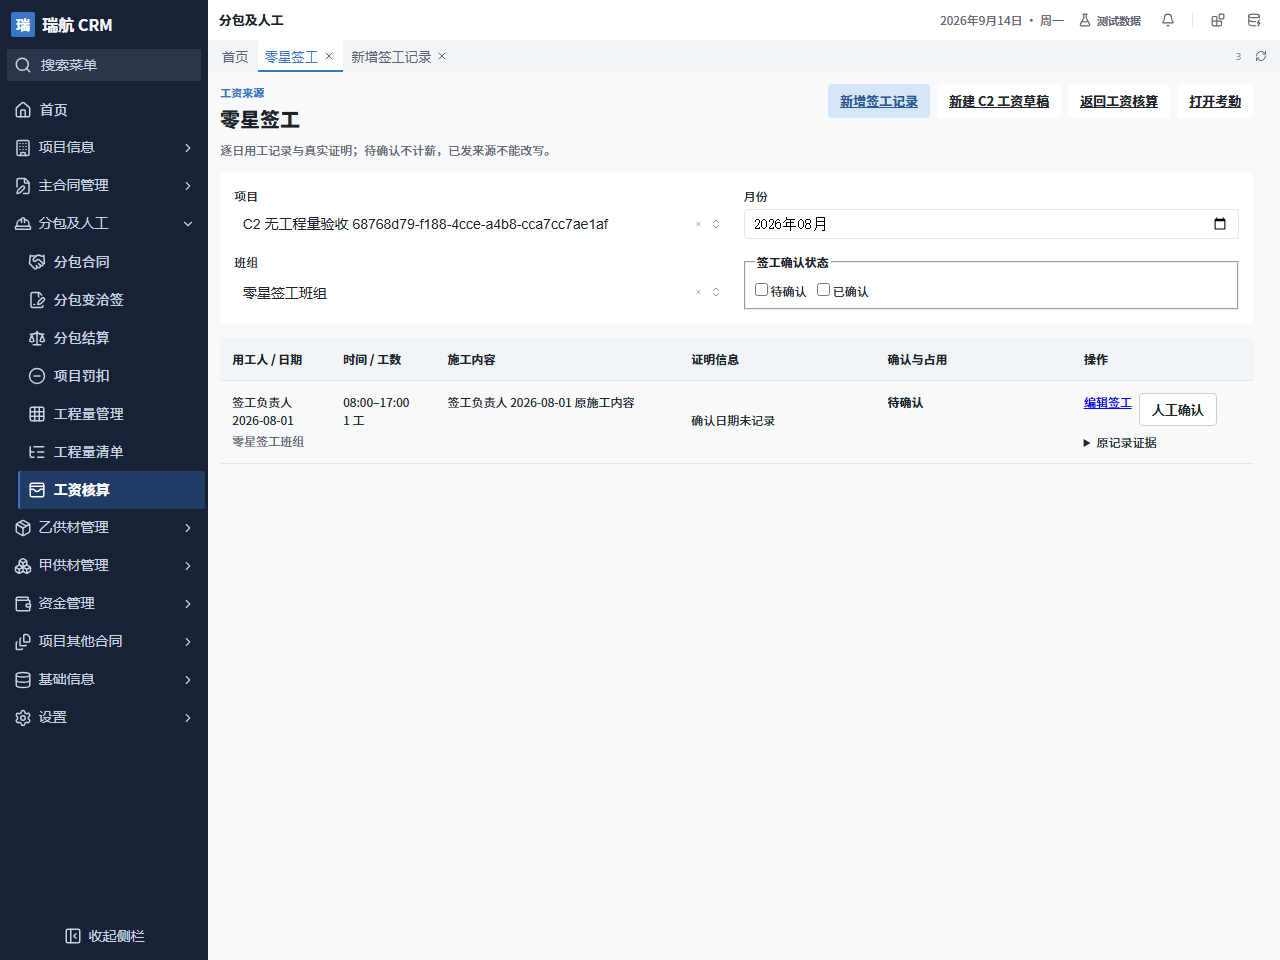 瑞 瑞航 CRM
搜索菜单
首页
项目信息
主合同管理
分包及人工
分包合同
分包变洽签
分包结算
项目罚扣
工程量管理
工程量清单
工资核算
乙供材管理
甲供材管理
资金管理
项目其他合同
基础信息
设置
收起侧栏
分包及人工
2026年9月14日 • 周一 测试数据
首页 零星签工 × 新增签工记录 × 3
工资来源
零星签工
逐日用工记录与真实证明；待确认不计薪，已发来源不能改写。
新增签工记录 新建 C2 工资草稿 返回工资核算 打开考勤
项目
C2 无工程量验收 68768d79-f188-4cce-a4b8-cca7cc7ae1af ×
月份
2026年08月
班组
零星签工班组 ×
签工确认状态
待确认 已确认
用工人 / 日期 时间 / 工数 施工内容 证明信息 确认与占用 操作
签工负责人 08:00–17:00 签工负责人 2026-08-01 原施工内容 待确认 编辑签工 人工确认
2026-08-01 1 工 确认日期未记录
零星签工班组 原记录证据